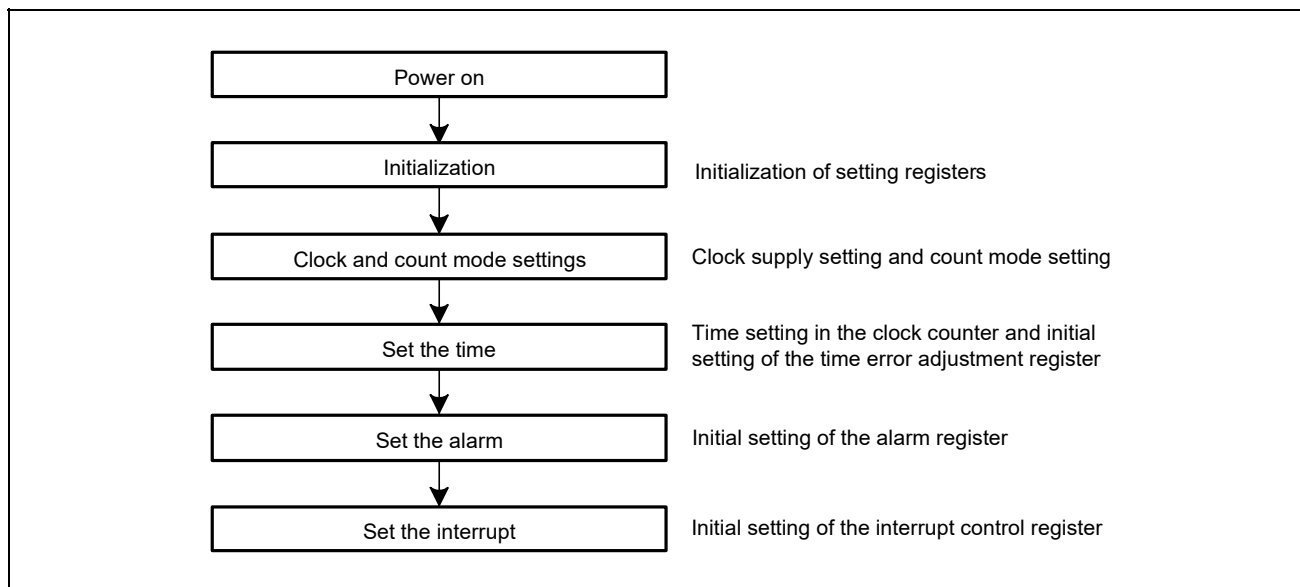 Power on
Initialization
Initialization of setting registers
Clock and count mode settings
Clock supply setting and count mode setting
Set the time
Time setting in the clock counter and initial
setting of the time error adjustment register
Set the alarm
Initial setting of the alarm register
Set the interrupt
Initial setting of the interrupt control register